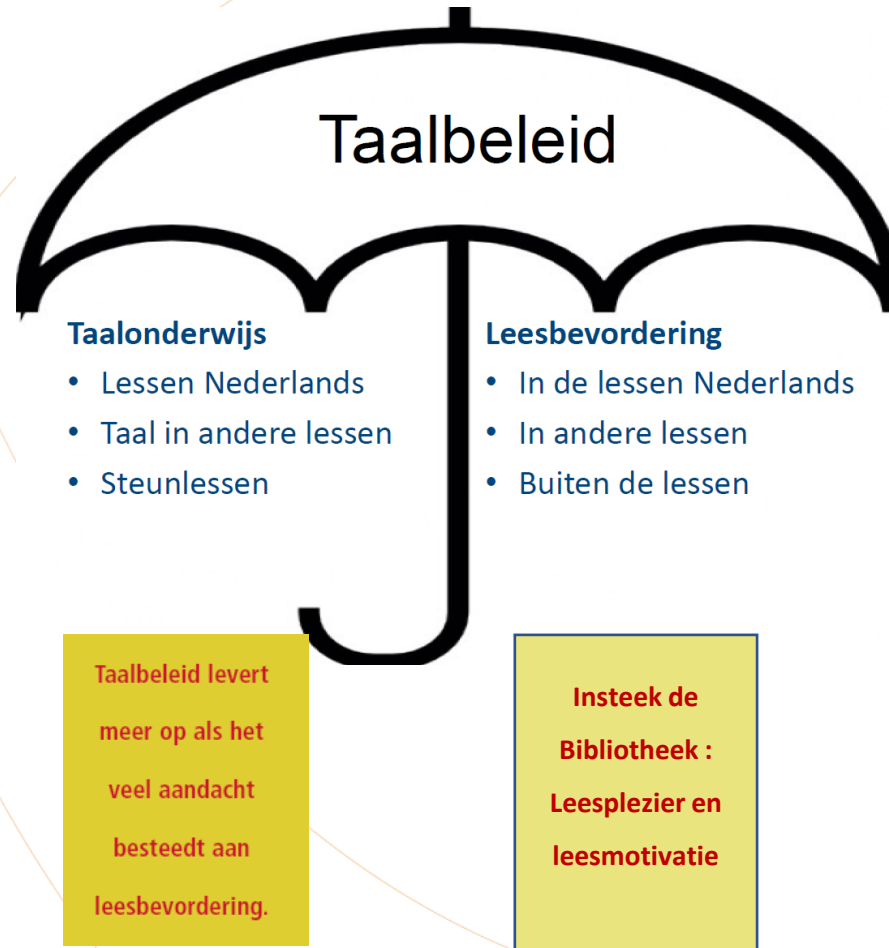 Taalbeleid
Taalonderwijs
• Lessen Nederlands
• Taal in andere lessen
• Steunlessen
Leesbevordering
• In de lessen Nederlands
• In andere lessen
• Buiten de lessen
Taalbeleid levert
meer op als het
veel aandacht
besteedt aan
leesbevordering.
Insteek de
Bibliotheek :
Leesplezier en
leesmotivatie